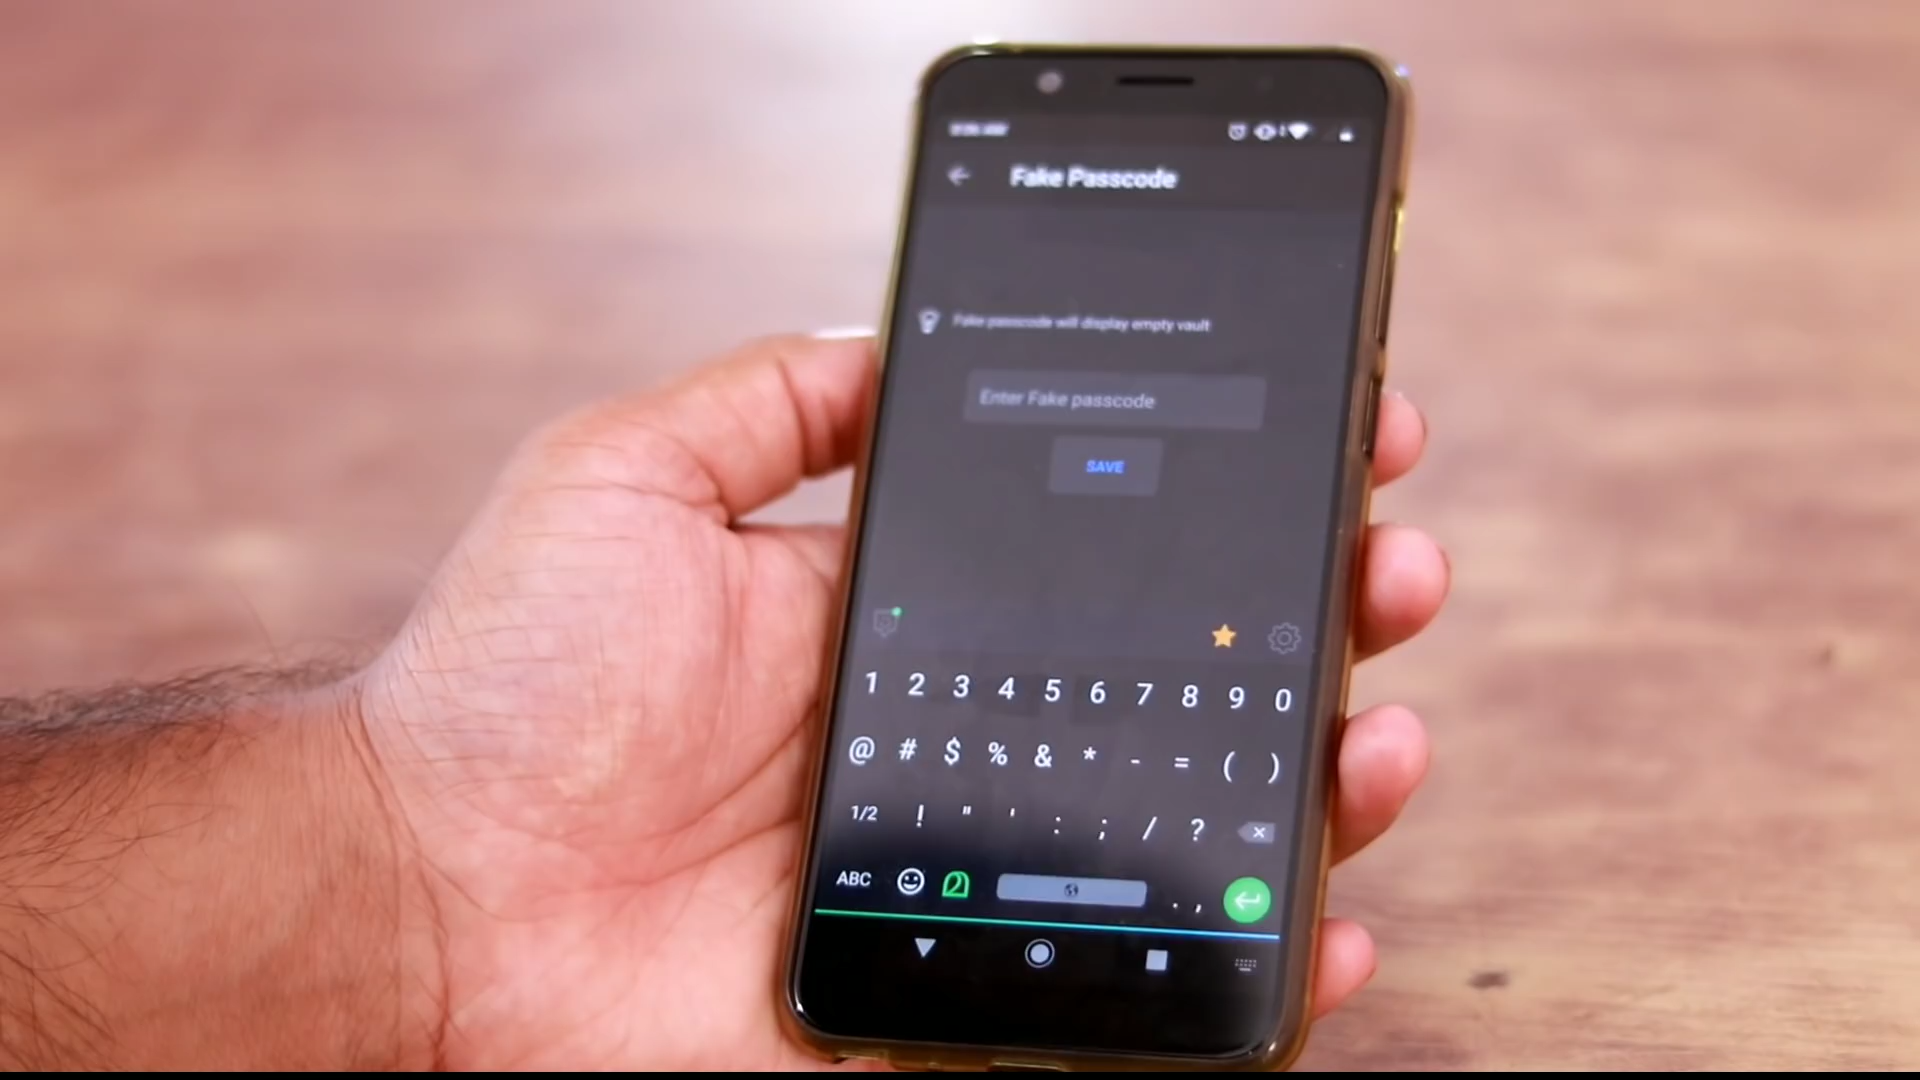 Fake Passcode
Fake passcode will display empty vault
Enter Fake passcode
SAVE
1 2 3 4 5 6 7 8 9 0
@ # $ % & * - = ( )
1/2 ! " ' : ; / ?
ABC . ,